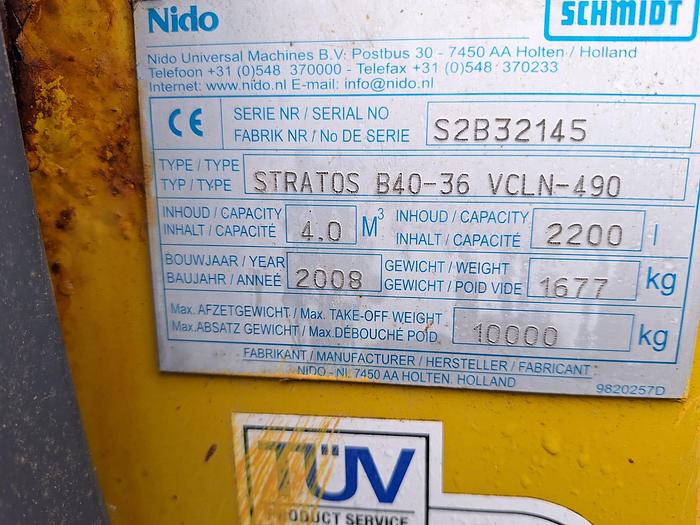 Nido
SCHMIDT
Nido Universal Machines B.V. Postbus 30 - 7450 AA Holten / Holland
Telefoon +31 (0)548 370000 - Telefax +31 (0)548 370233
Internet: www.nido.nl E-mail: info@nido.nl
CE
SERIE NR / SERIAL NO
FABRIK NR / No DE SERIE
S2B32145
TYPE / TYPE
TYP / TYPE
STRATOS B40-36 VCLN-490
INHOUD / CAPACITY
INHALT / CAPACITÉ
4.0 M3
INHOUD / CAPACITY
INHALT / CAPACITÉ
2200 l
BOUWJAAR / YEAR
BAUJAHR / ANNEÉ
2008
GEWICHT / WEIGHT
GEWICHT / POID VIDE
1677 kg
Max. AFZETGEWICHT / Max. TAKE-OFF WEIGHT
Max. ABSATZ GEWICHT / Max. DÉBOUCHÉ POID.
10000 kg
FABRIKANT / MANUFACTURER / HERSTELLER / FABRICANT
NIDO - NL 7450 AA HOLTEN. HOLLAND
9820257D
TÜV
PRODUCT SERVICE